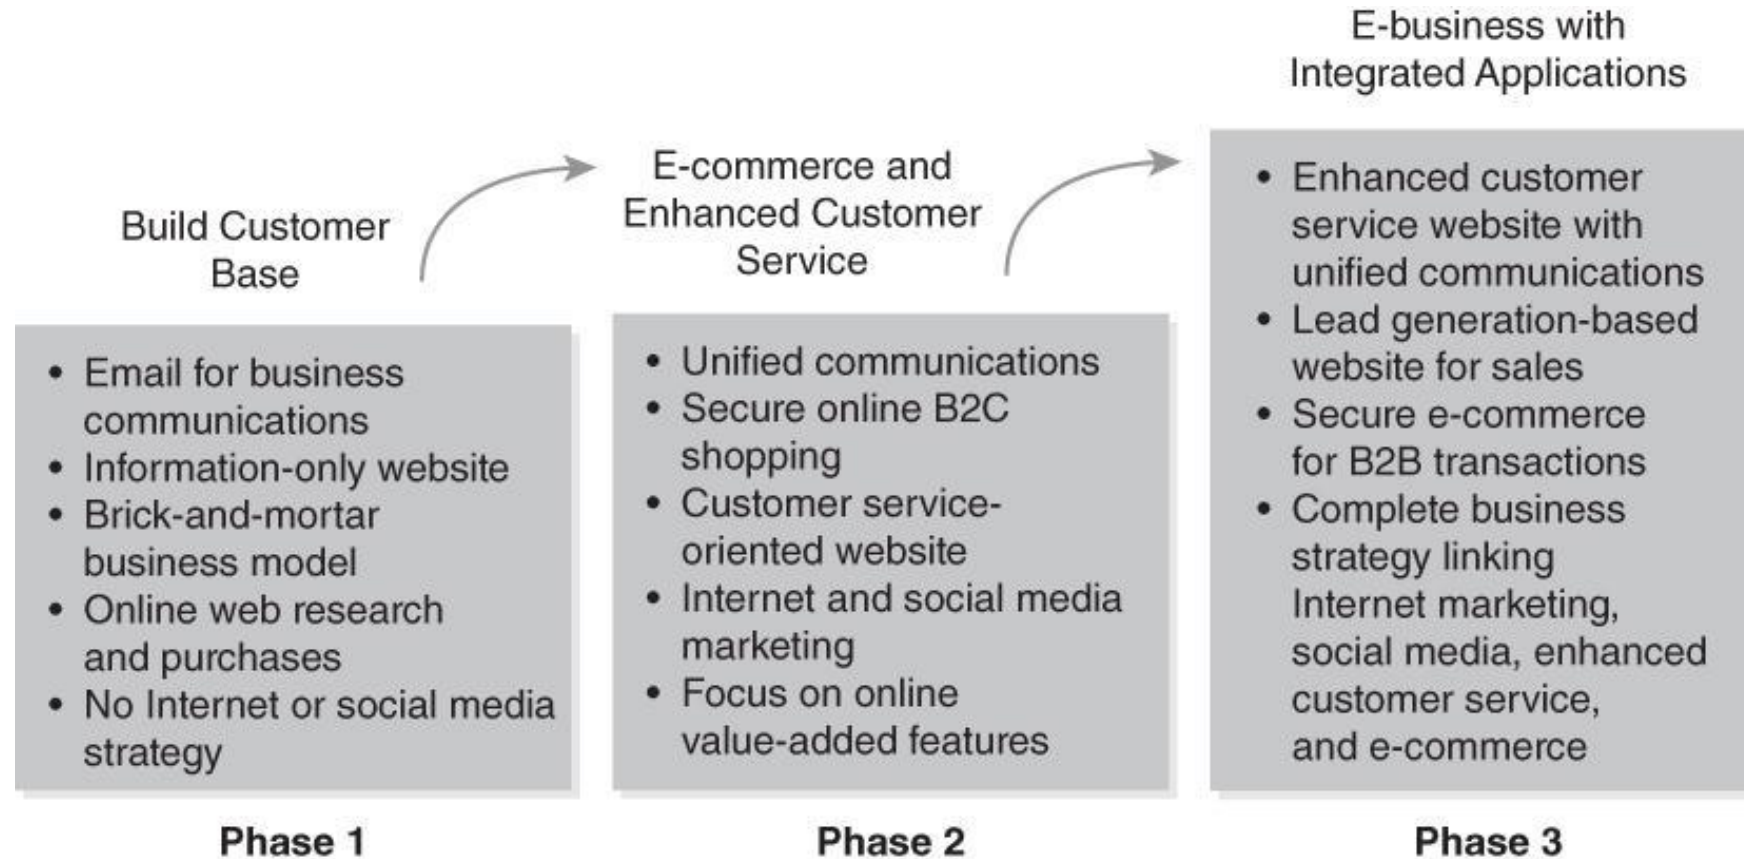 Build Customer
Base
• Email for business
communications
• Information-only website
• Brick-and-mortar
business model
• Online web research
and purchases
• No Internet or social media
strategy
Phase 1
E-commerce and
Enhanced Customer
Service
• Unified communications
• Secure online B2C
shopping
• Customer service-
oriented website
• Internet and social media
marketing
• Focus on online
value-added features
Phase 2
E-business with
Integrated Applications
• Enhanced customer
service website with
unified communications
• Lead generation-based
website for sales
• Secure e-commerce
for B2B transactions
• Complete business
strategy linking
Internet marketing,
social media, enhanced
customer service,
and e-commerce
Phase 3